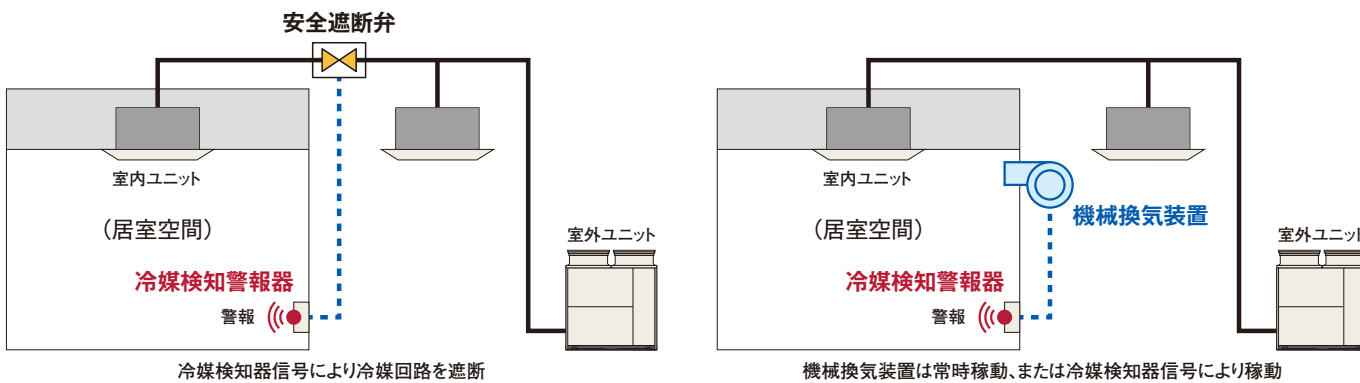 安全遮断弁
室内ユニット
(居室空間)
冷媒検知警報器
警報
室外ユニット
冷媒検知器信号により冷媒回路を遮断
室内ユニット
(居室空間)
機械換気装置
冷媒検知警報器
警報
室外ユニット
機械換気装置は常時稼動、または冷媒検知器信号により稼動